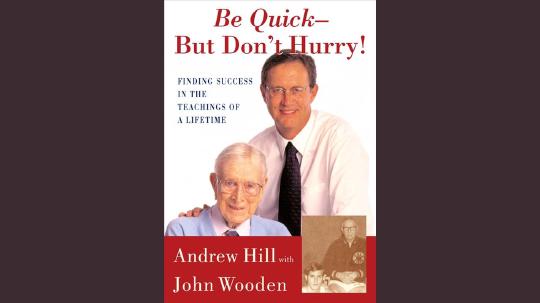 Be Quick–
But Don't Hurry!
FINDING SUCCESS
IN THE
TEACHINGS OF
A LIFETIME
Andrew Hill with
John Wooden